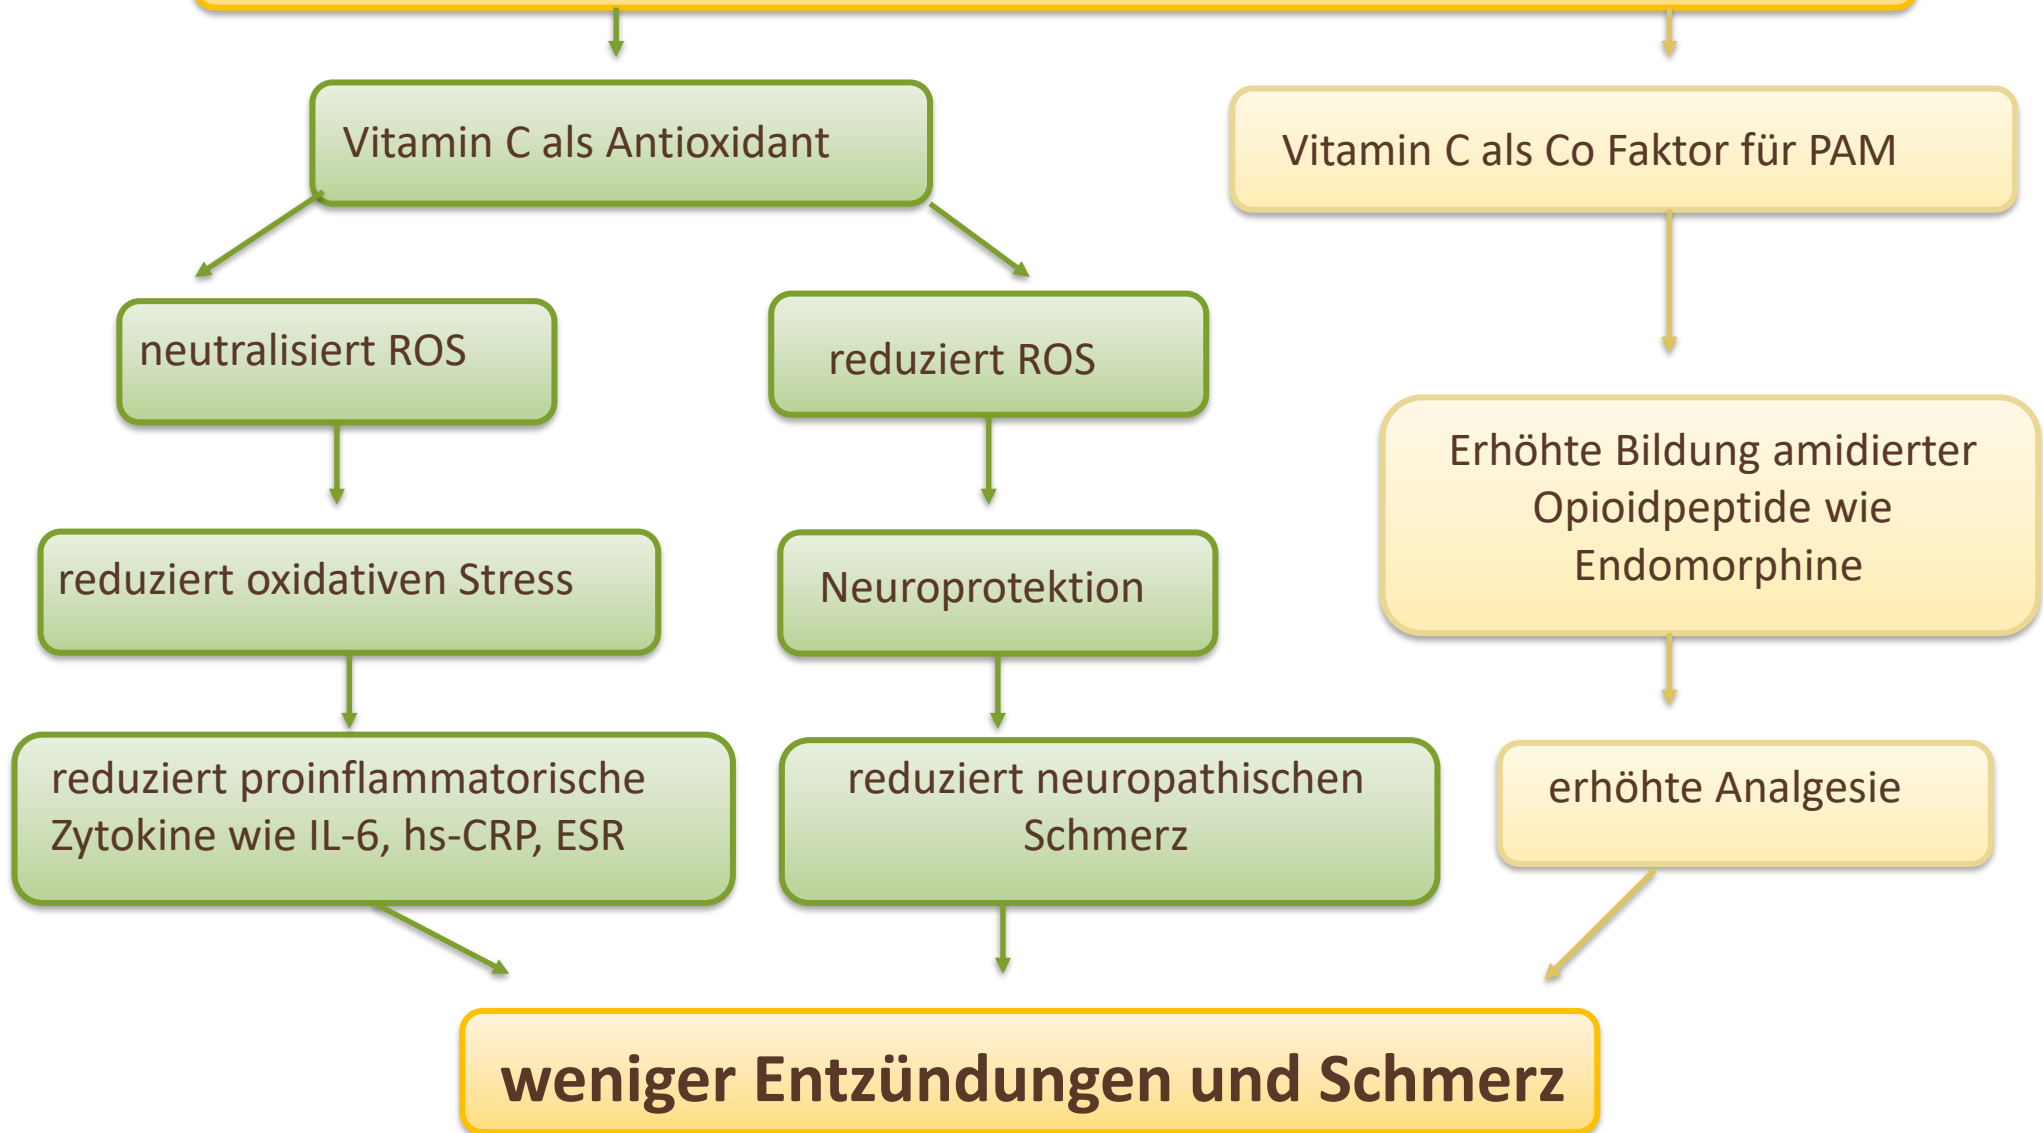 Vitamin C als Antioxidant
Vitamin C als Co Faktor für PAM
neutralisiert ROS
reduziert ROS
Erhöhte Bildung amidierter
Opioidpeptide wie
Endomorphine
reduziert oxidativen Stress
Neuroprotektion
reduziert proinflammatorische
Zytokine wie IL-6, hs-CRP, ESR
reduziert neuropathischen
Schmerz
erhöhte Analgesie
weniger Entzündungen und Schmerz